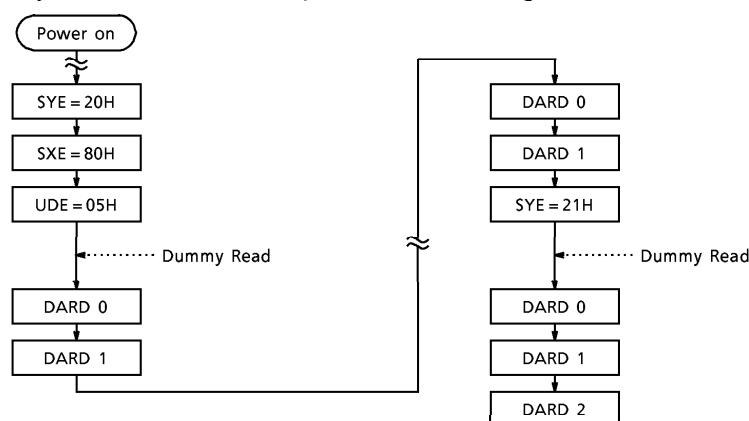 Power on
SYE = 20H
SXE = 80H
UDE = 05H
Dummy Read
DARD 0
DARD 1
DARD 0
DARD 1
SYE = 21H
Dummy Read
DARD 0
DARD 1
DARD 2